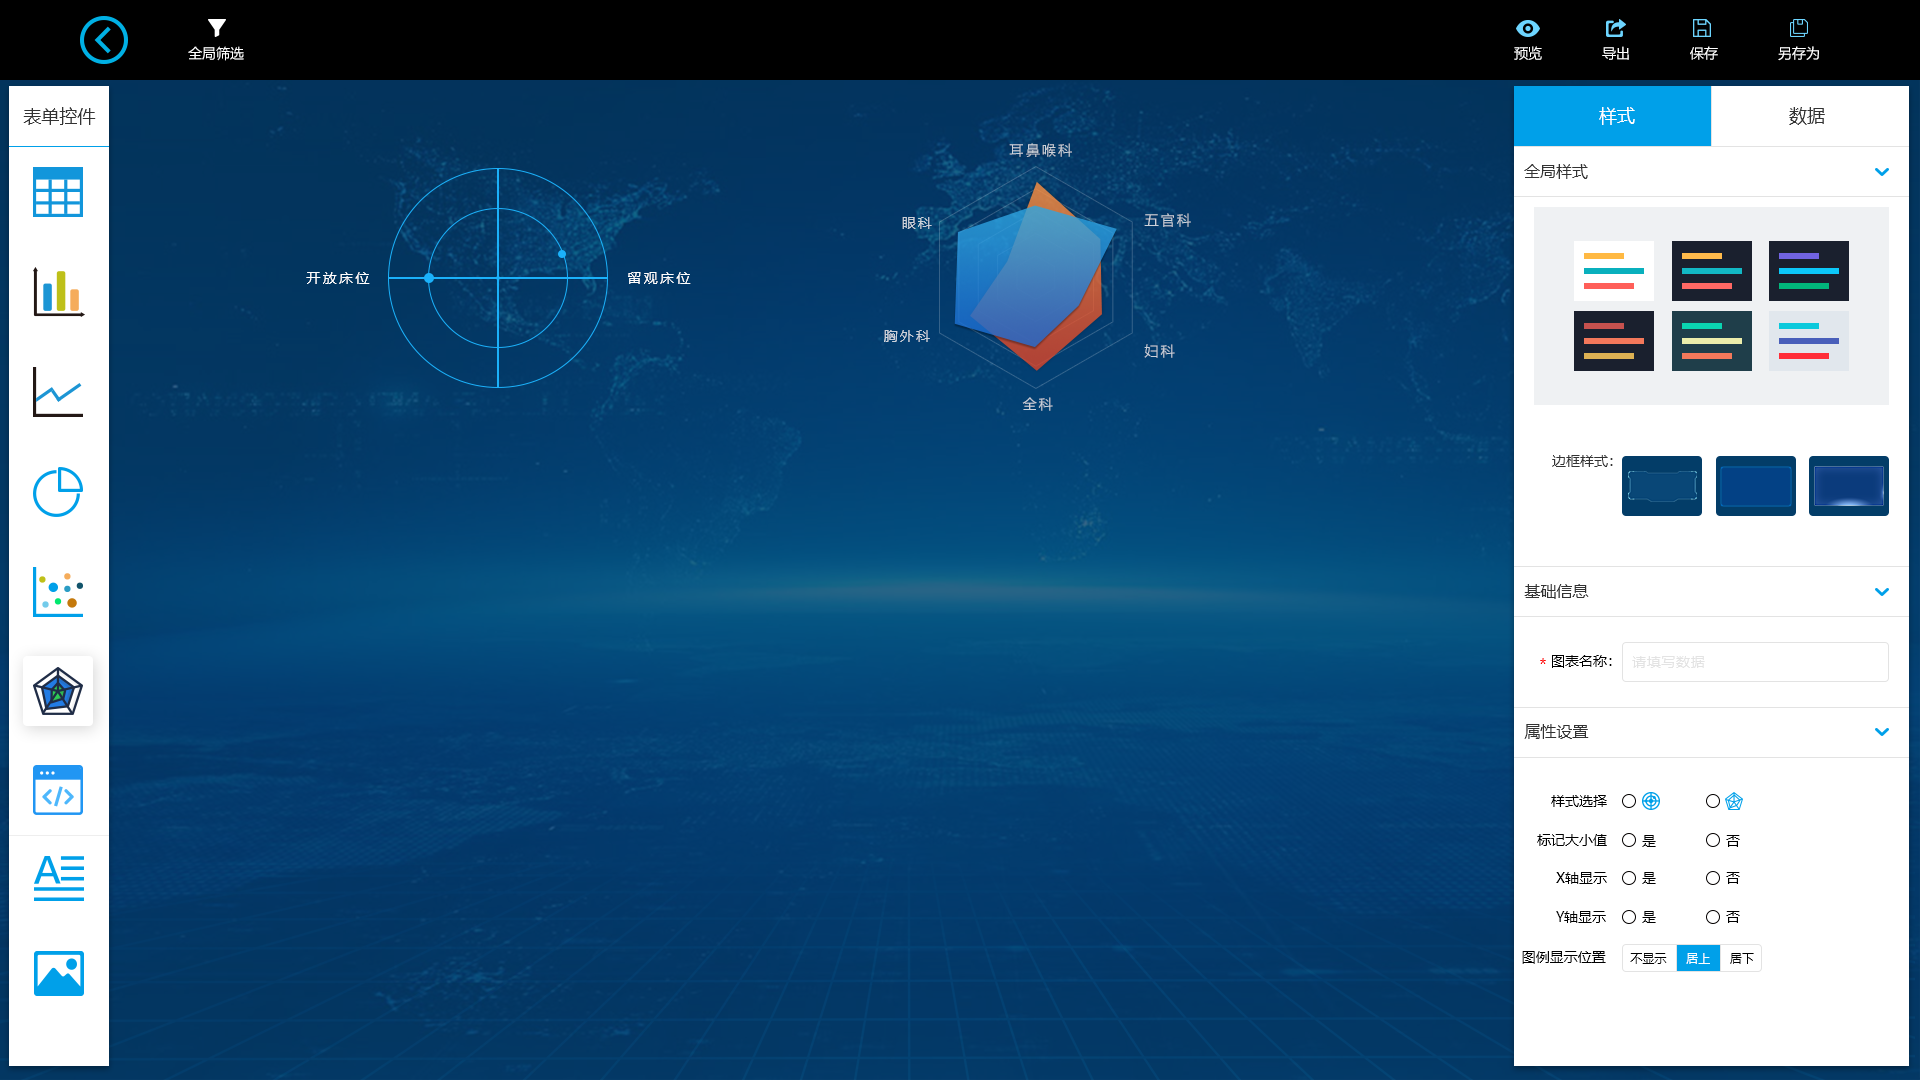 全局筛选
预览
导出
保存
另存为
表单控件
样式
数据
全局样式
耳鼻喉科
五官科
眼科
开放床位
留观床位
胸外科
妇科
全科
边框样式：
基础信息
* 图表名称：
请填写数据
属性设置
样式选择
标记大小值 是 否
X轴显示 是 否
A
Y轴显示 是 否
图例显示位置 不显示 居上 居下